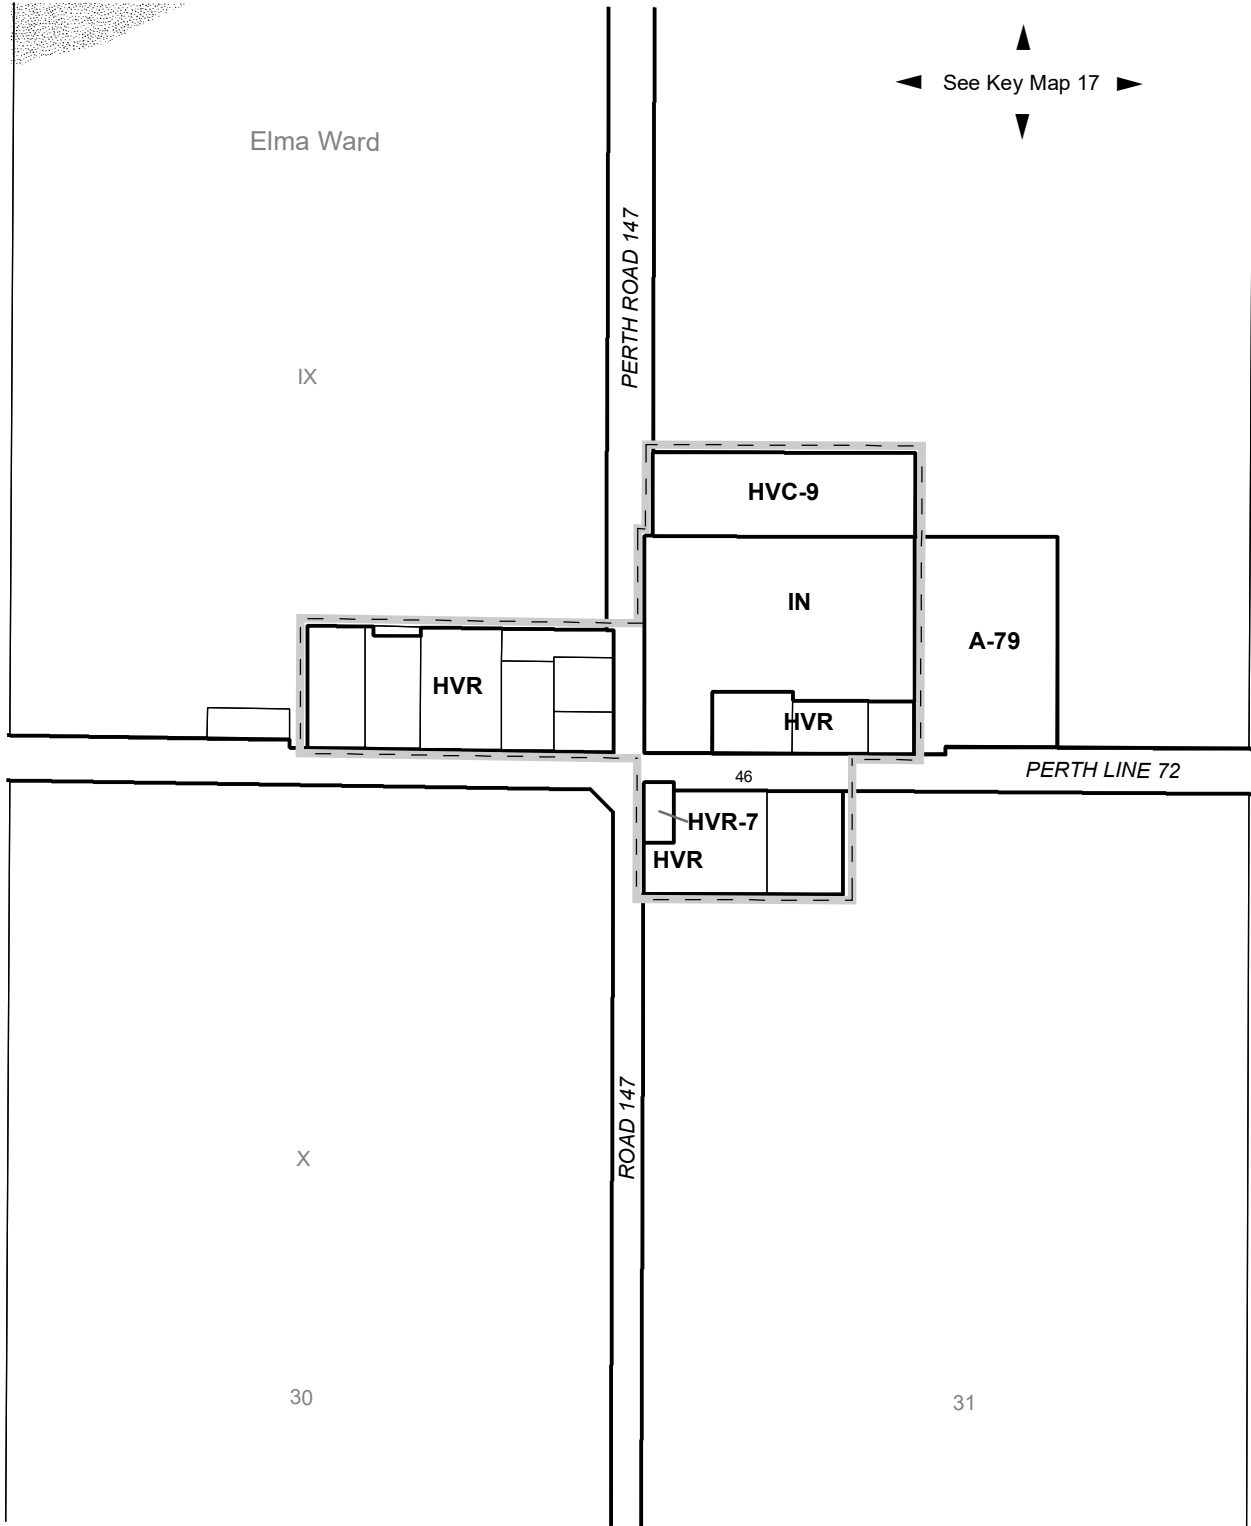 See Key Map 17
Elma Ward
PERTH ROAD 147
IX
HVC-9
IN
A-79
HVR
HVR
PERTH LINE 72
46
HVR-7
HVR
ROAD 147
X
30
31